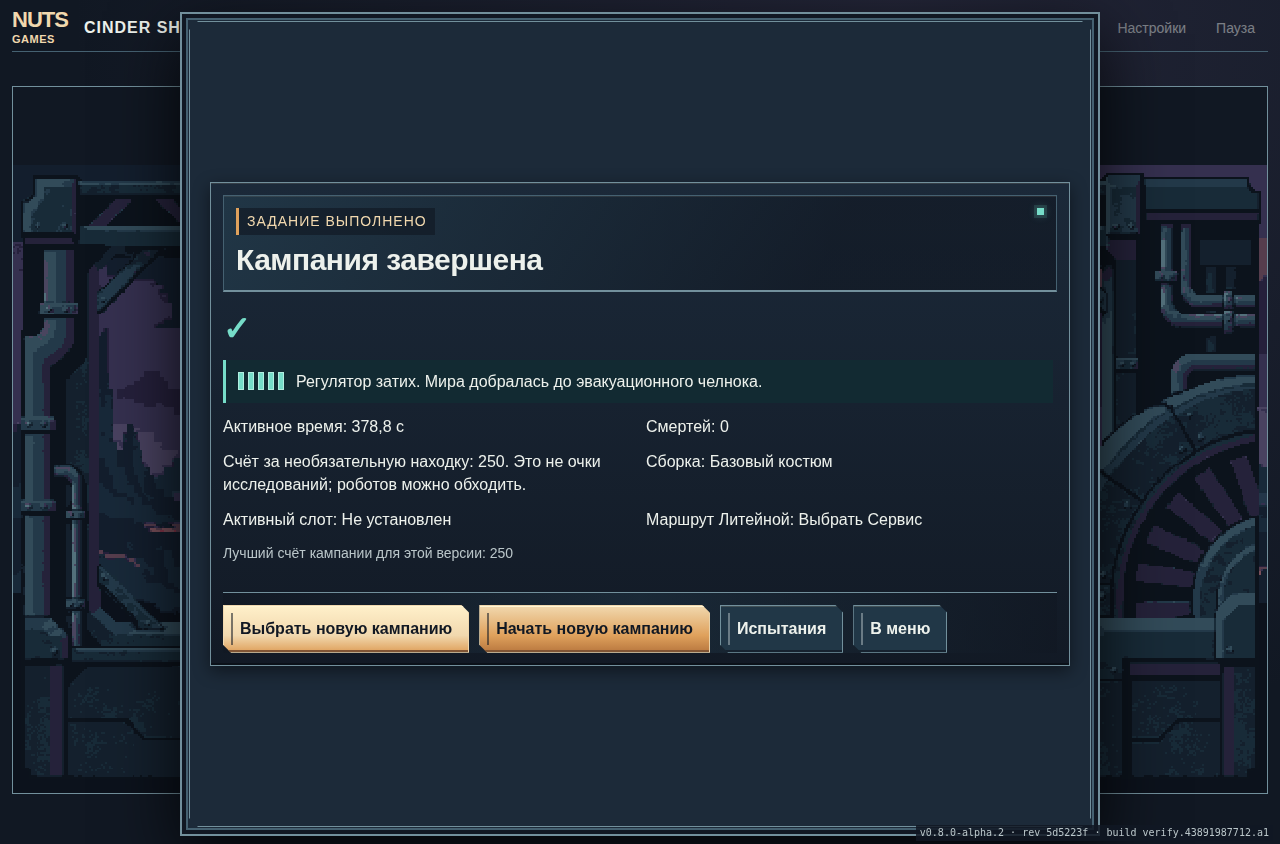 NUTS
GAMES
CINDER SH
Настройки
Пауза
ЗАДАНИЕ ВЫПОЛНЕНО
Кампания завершена
Регулятор затих. Мира добралась до эвакуационного челнока.
Активное время: 378,8 с
Смертей: 0
Счёт за необязательную находку: 250. Это не очки
исследований; роботов можно обходить.
Сборка: Базовый костюм
Активный слот: Не установлен
Маршрут Литейной: Выбрать Сервис
Лучший счёт кампании для этой версии: 250
Выбрать новую кампанию
Начать новую кампанию
Испытания
В меню
v0.8.0-alpha.2 · rev 5d5223f · build verify.43891987712.a1